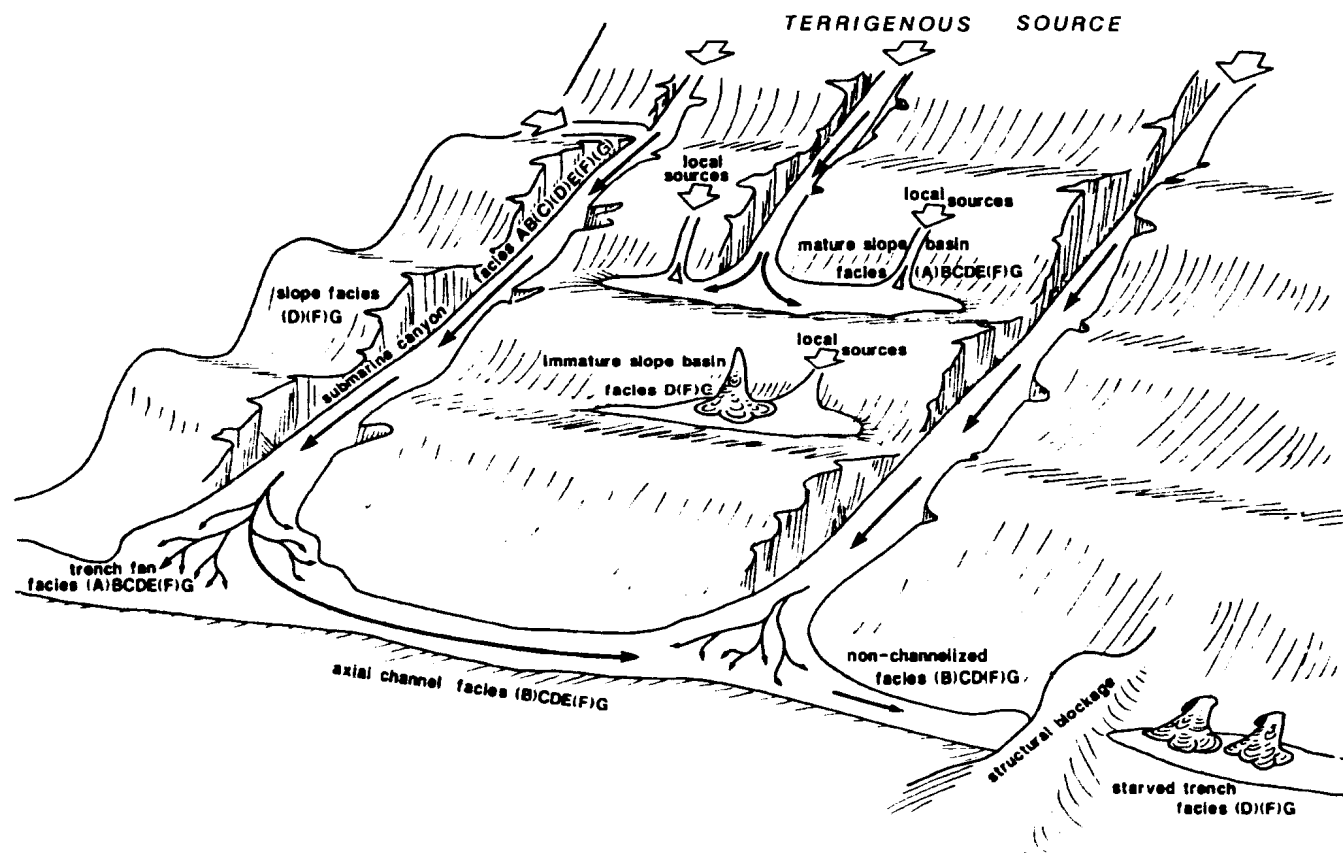 TERRIGENOUS SOURCE
local
sources
local
sources
submarine canyon facies AB(C)(D)E(F)(G)
mature slope basin
facies (A)BCDE(F)G
slope facies
(D)(F)G
local
sources
immature slope basin
facies D(F)G
trench fan
facies (A)BCDE(F)G
non-channelized
facies (B)CD(F)G
axial channel facies (B)CDE(F)G
structural blockage
starved trench
facies (D)(F)G